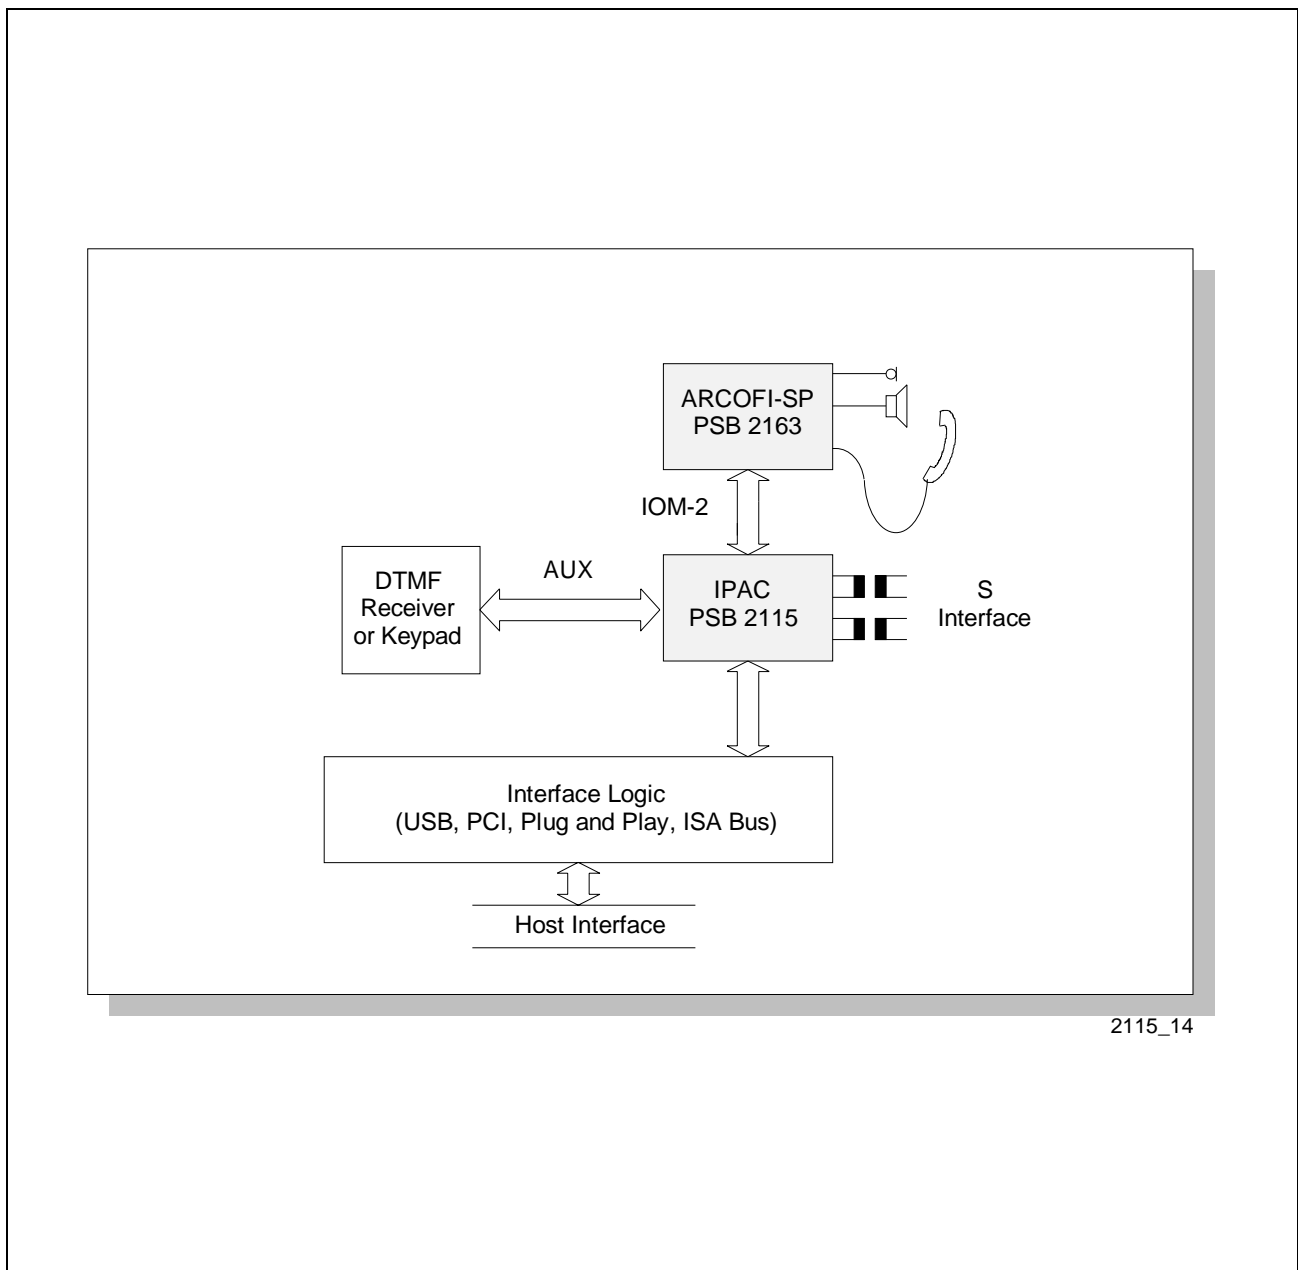 ARCOFI-SP
PSB 2163
IOM-2
AUX
DTMF
Receiver
or Keypad
IPAC
PSB 2115
S
Interface
Interface Logic
(USB, PCI, Plug and Play, ISA Bus)
Host Interface
2115_14